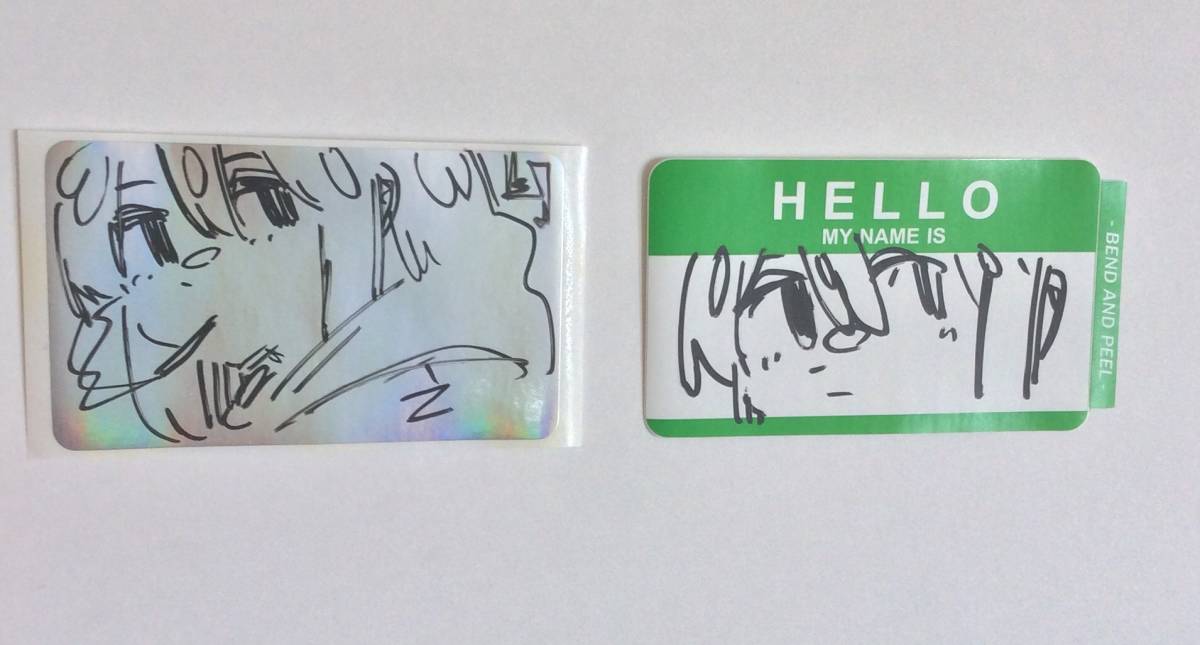 HELLO
MY NAME IS
- BEND AND PEEL -